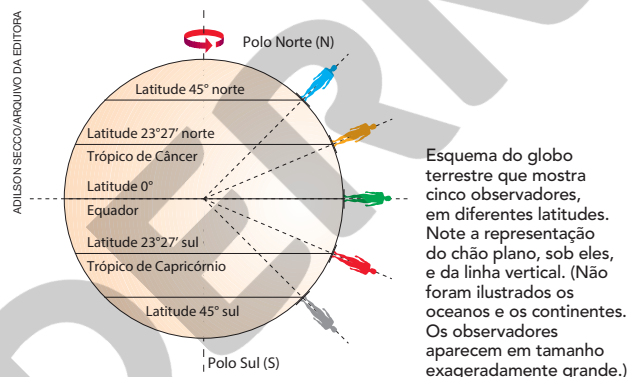 ADILSON SECCO/ARQUIVO DA EDITORA
Polo Norte (N)
Latitude 45° norte
Latitude 23°27’ norte
Trópico de Câncer
Latitude 0°
Equador
Latitude 23°27’ sul
Trópico de Capricórnio
Latitude 45° sul
Polo Sul (S)
Esquema do globo
terrestre que mostra
cinco observadores,
em diferentes latitudes.
Note a representação
do chão plano, sob eles,
e da linha vertical. (Não
foram ilustrados os
oceanos e os continentes.
Os observadores
aparecem em tamanho
exageradamente grande.)